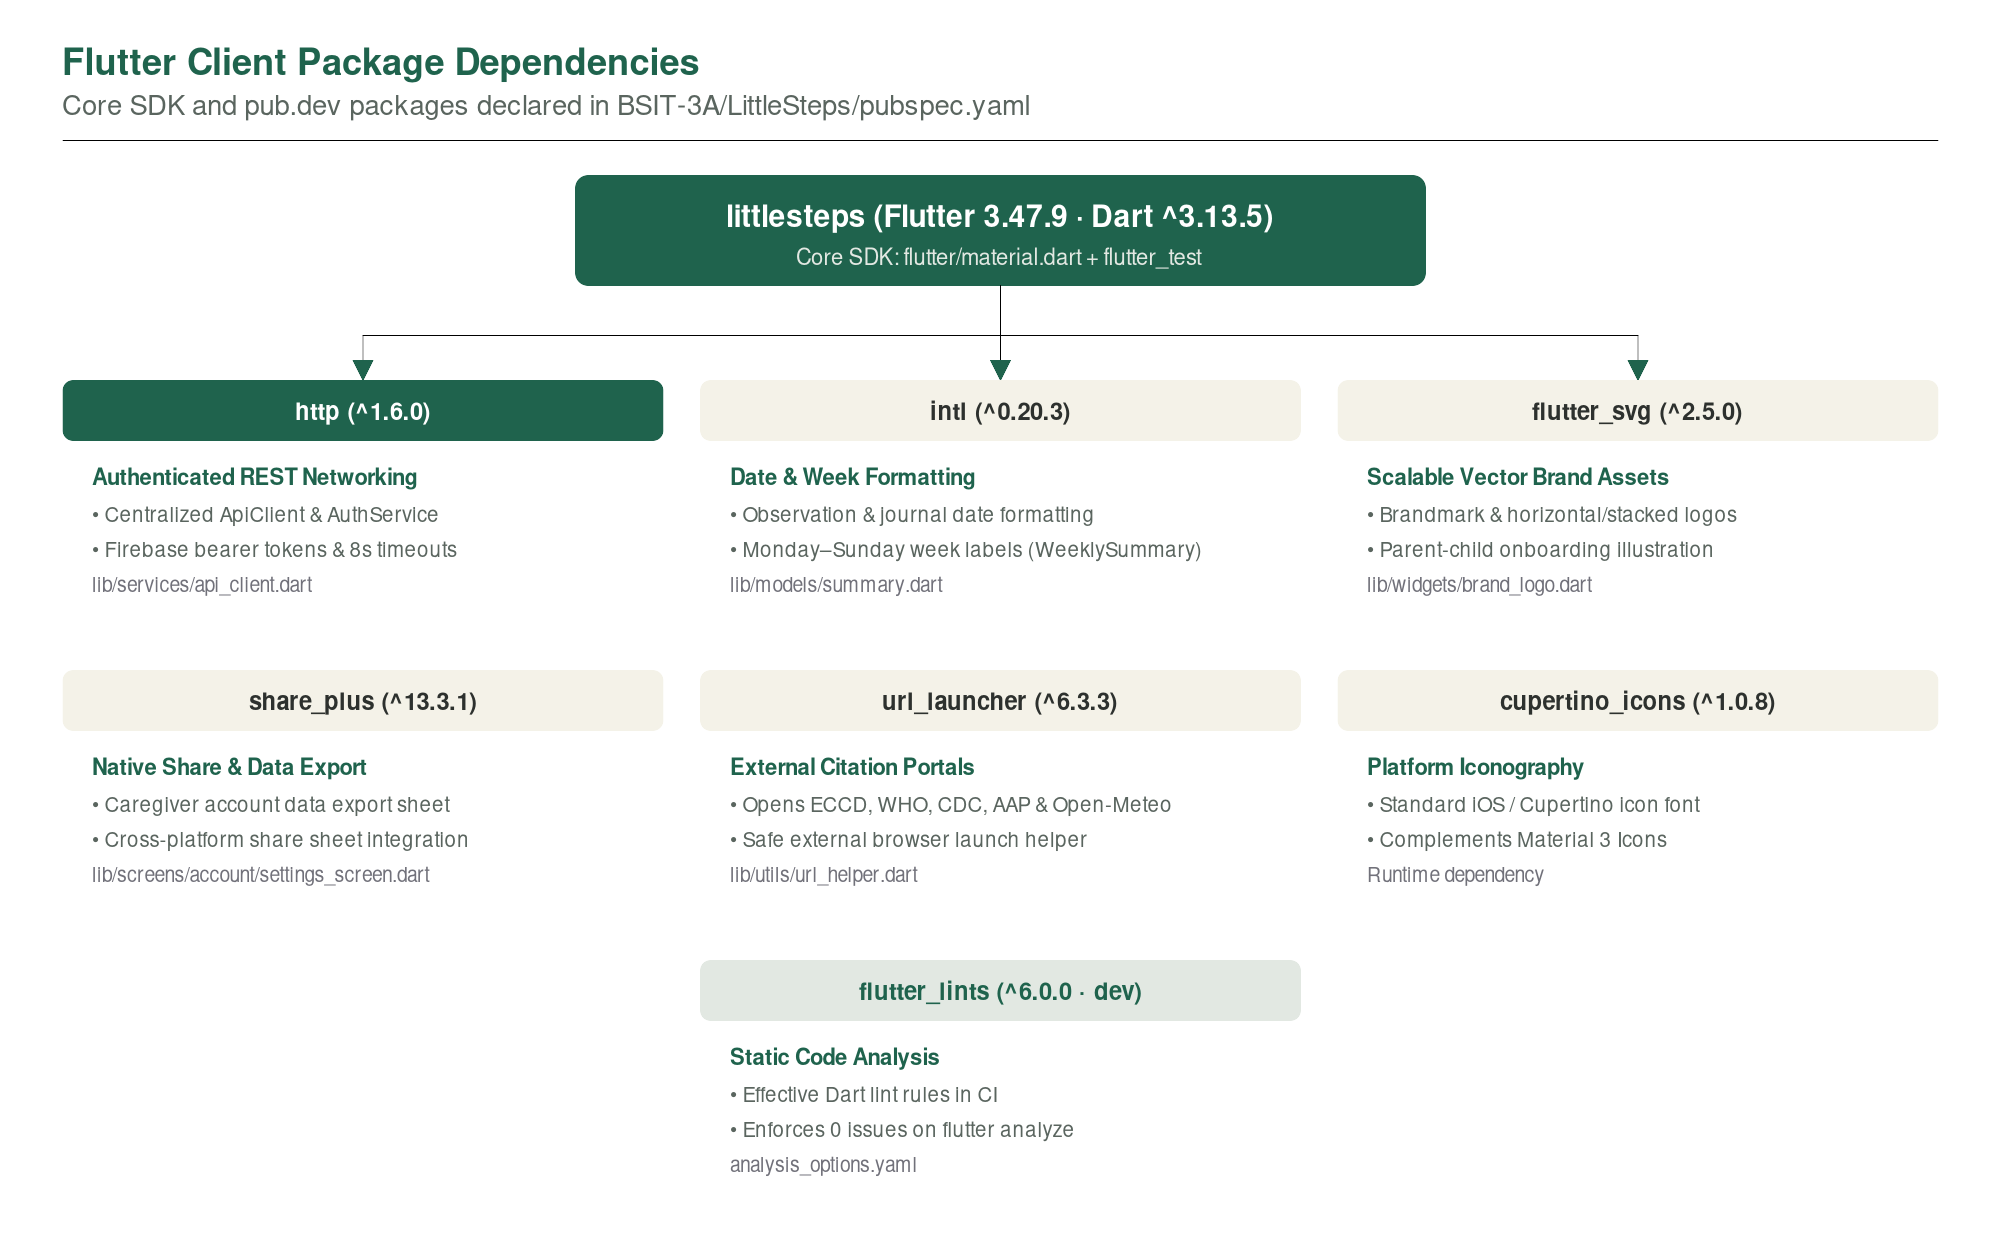 Flutter Client Package Dependencies
Core SDK and pub.dev packages declared in BSIT-3A/LittleSteps/pubspec.yaml
littlesteps (Flutter 3.47.9 · Dart ^3.13.5)
Core SDK: flutter/material.dart + flutter_test
http (^1.6.0)
Authenticated REST Networking
• Centralized ApiClient & AuthService
• Firebase bearer tokens & 8s timeouts
lib/services/api_client.dart
intl (^0.20.3)
Date & Week Formatting
• Observation & journal date formatting
• Monday–Sunday week labels (WeeklySummary)
lib/models/summary.dart
flutter_svg (^2.5.0)
Scalable Vector Brand Assets
• Brandmark & horizontal/stacked logos
• Parent-child onboarding illustration
lib/widgets/brand_logo.dart
share_plus (^13.3.1)
Native Share & Data Export
• Caregiver account data export sheet
• Cross-platform share sheet integration
lib/screens/account/settings_screen.dart
url_launcher (^6.3.3)
External Citation Portals
• Opens ECCD, WHO, CDC, AAP & Open-Meteo
• Safe external browser launch helper
lib/utils/url_helper.dart
cupertino_icons (^1.0.8)
Platform Iconography
• Standard iOS / Cupertino icon font
• Complements Material 3 Icons
Runtime dependency
flutter_lints (^6.0.0 · dev)
Static Code Analysis
• Effective Dart lint rules in CI
• Enforces 0 issues on flutter analyze
analysis_options.yaml